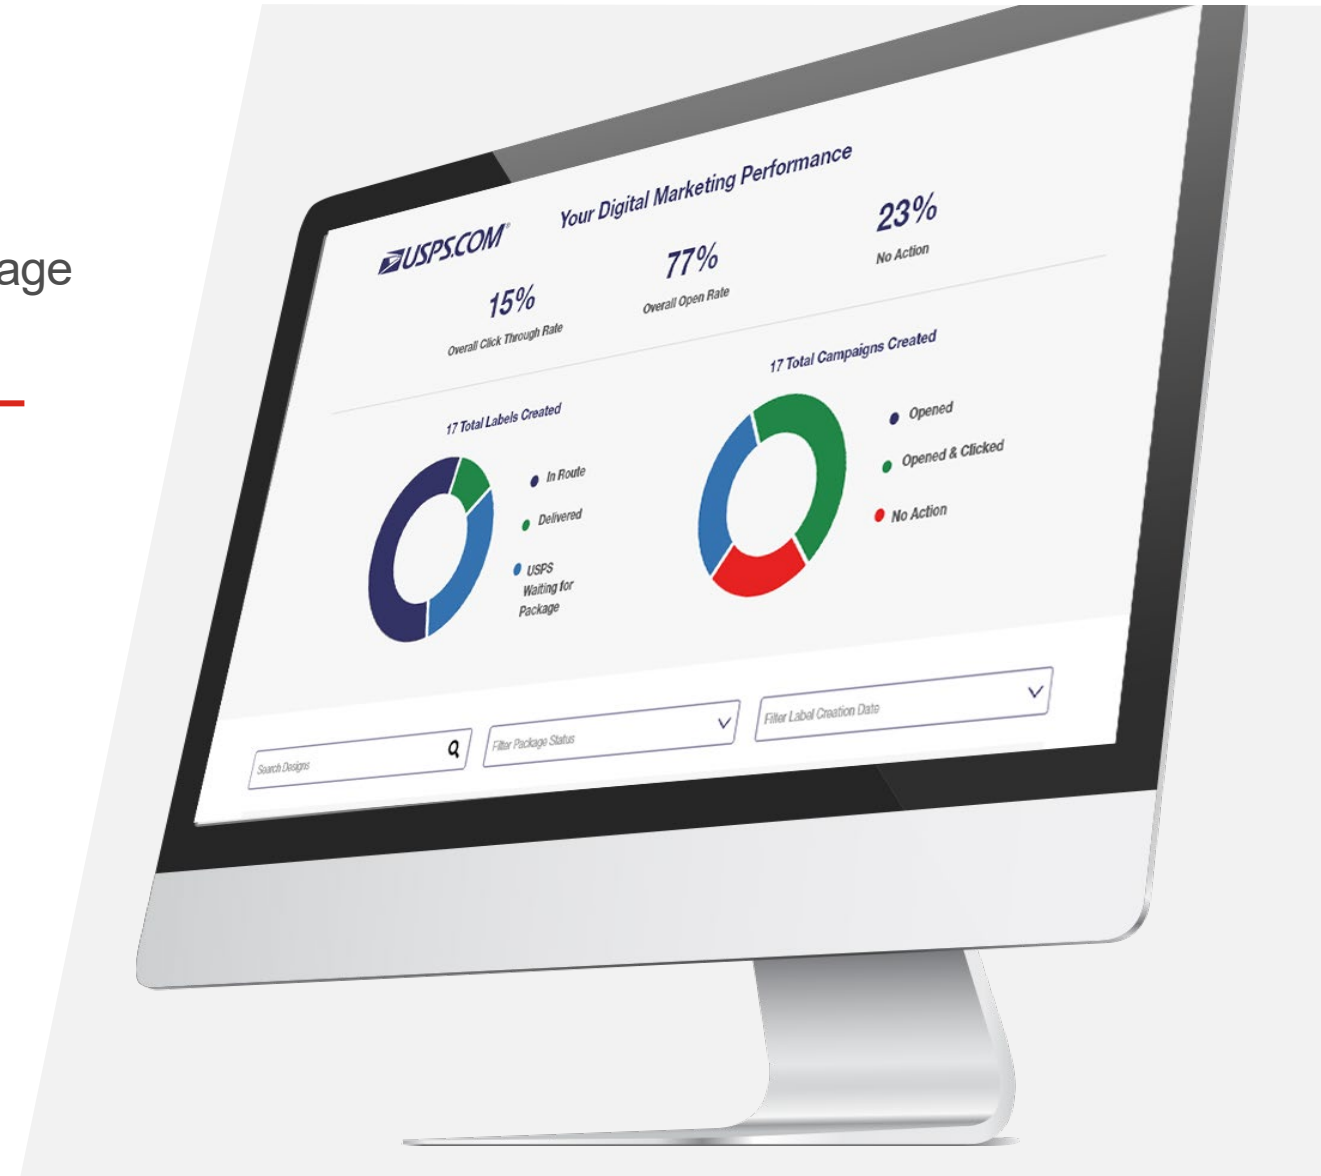 age
Your Digital Marketing Performance
USPS.COM®
15%
Overall Click Through Rate
77%
Overall Open Rate
23%
No Action
17 Total Labels Created
In Route
Delivered
USPS
Waiting for
Package
17 Total Campaigns Created
Opened
Opened & Clicked
No Action
Search Designs
Filter Package Status
Filter Label Creation Date